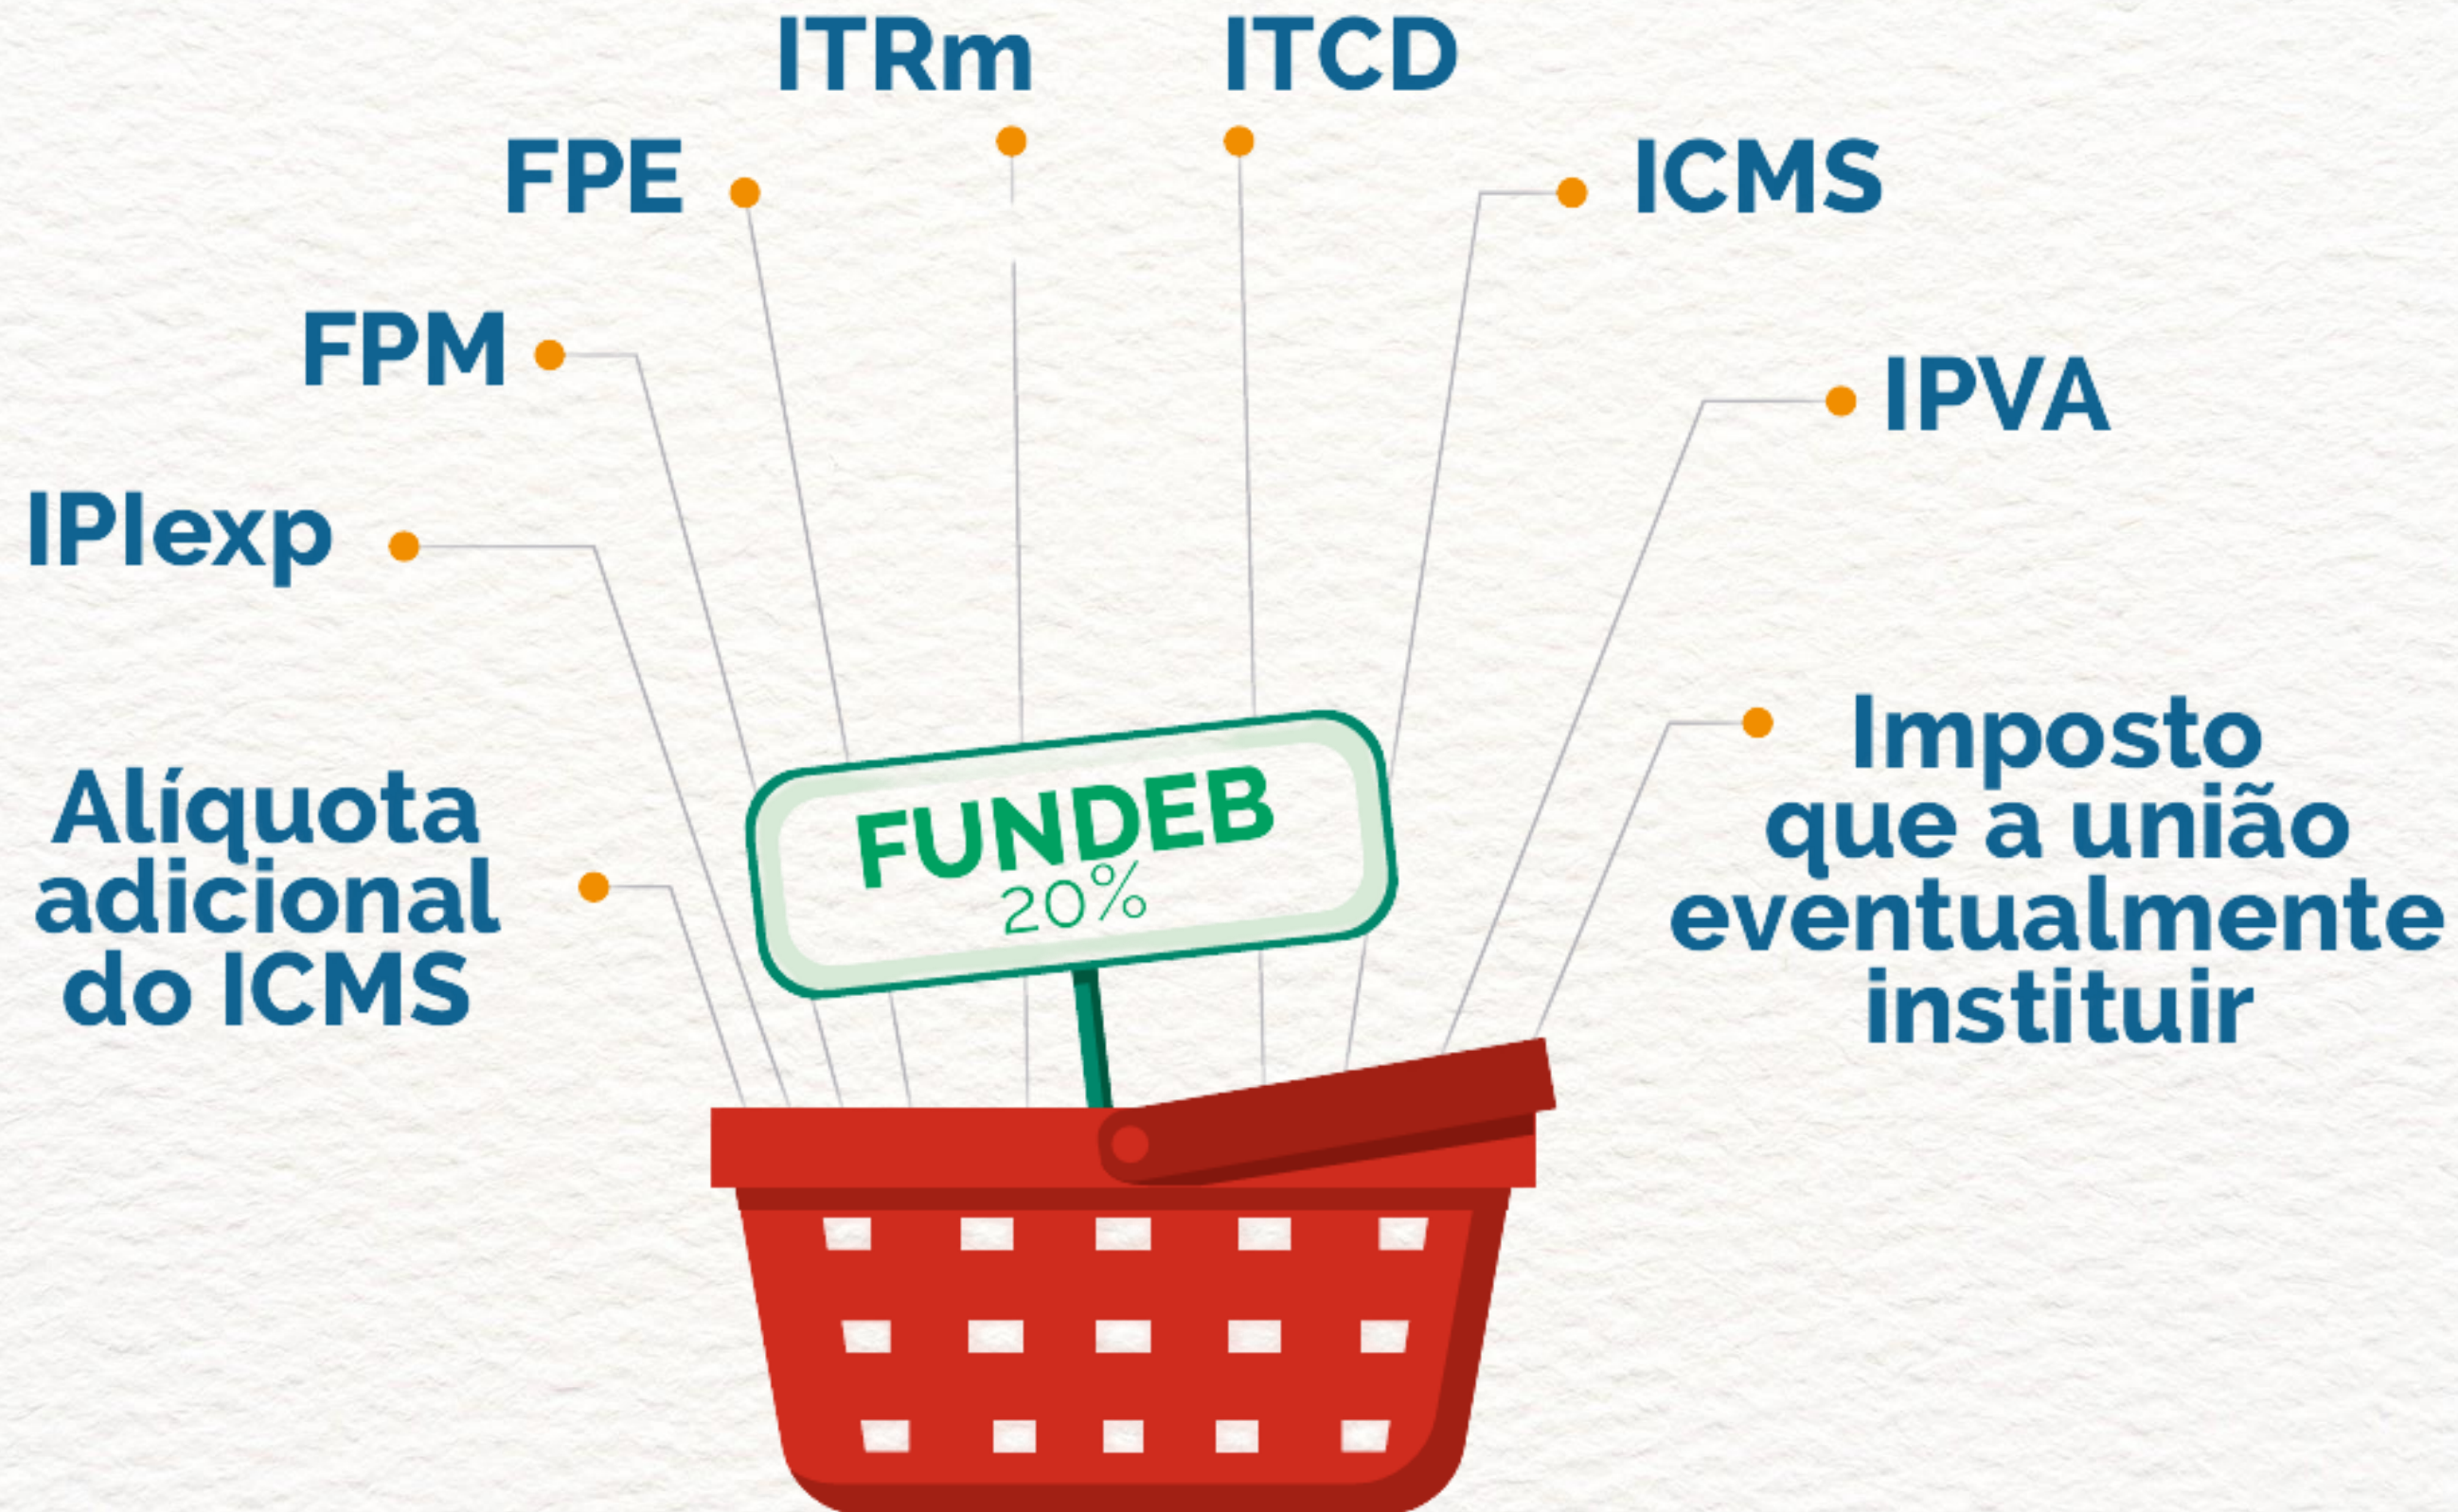 ITRm
ITCD
FPE
ICMS
FPM
IPVA
IPIexp
Imposto
que a união
eventualmente
instituir
Alíquota
adicional
do ICMS
FUNDEB
20%